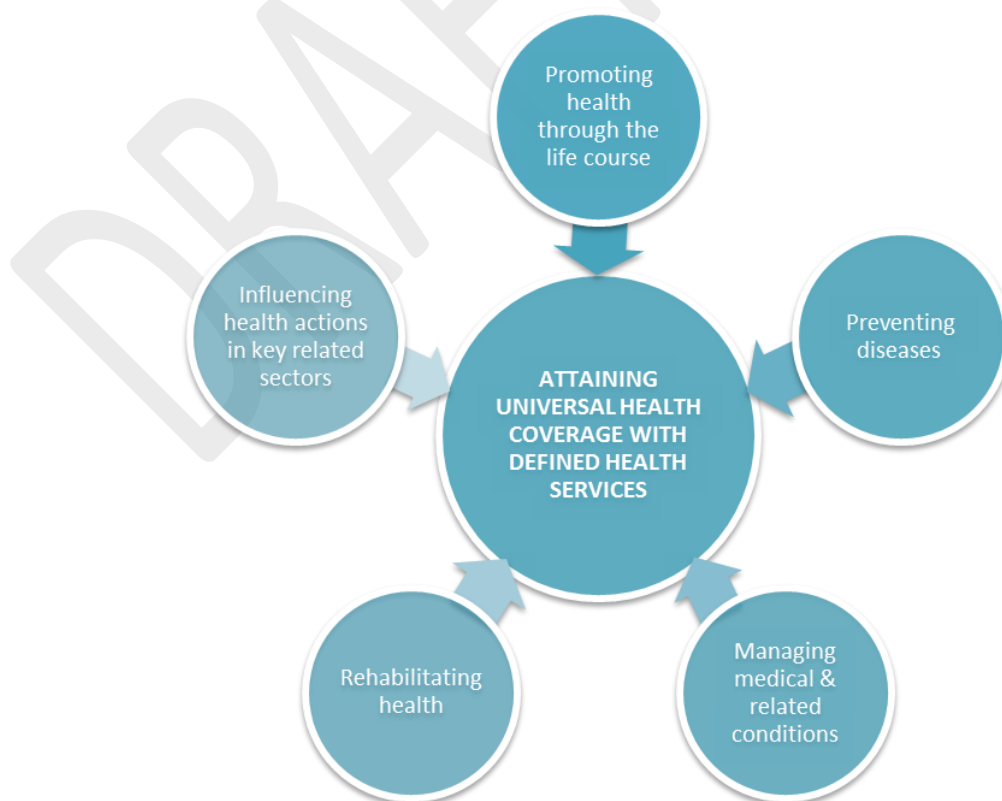 Promoting
health
through the
life course
Influencing
health actions
in key related
sectors
Preventing
diseases
ATTAINING
UNIVERSAL HEALTH
COVERAGE WITH
DEFINED HEALTH
SERVICES
Rehabilitating
health
Managing
medical &
related
conditions
DRAF